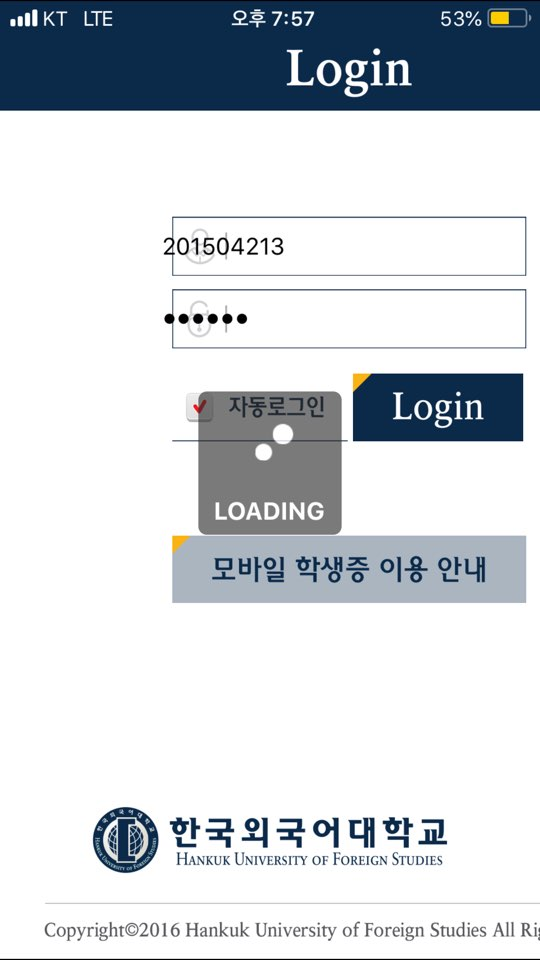 KT LTE 오후 7:57 53%
Login
201504213
●●●●●●
자동로그인
Login
LOADING
모바일 학생증 이용 안내
한국외국어대학교
HANKUK UNIVERSITY OF FOREIGN STUDIES
Copyright©2016 Hankuk University of Foreign Studies All